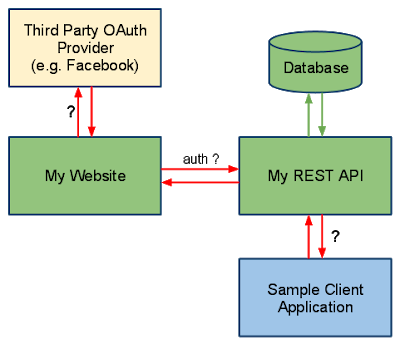 Third Party OAuth
Provider
(e.g. Facebook)
Database
?
My Website
auth ?
My REST API
?
Sample Client
Application